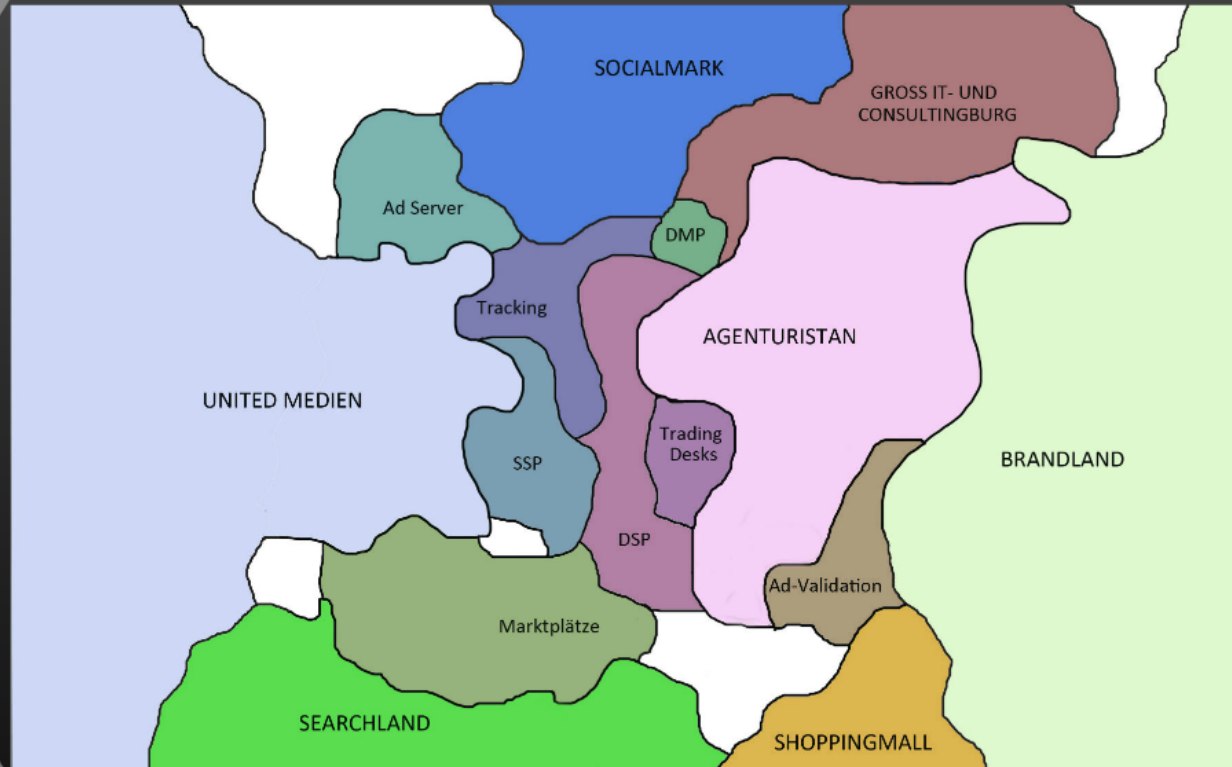 SOCIALMARK
GROSS IT- UND
CONSULTINGBURG
Ad Server
DMP
Tracking
AGENTURISTAN
UNITED MEDIEN
Trading
Desks
SSP
BRANDLAND
DSP
Ad-Validation
Marktplätze
SEARCHLAND
SHOPPINGMALL